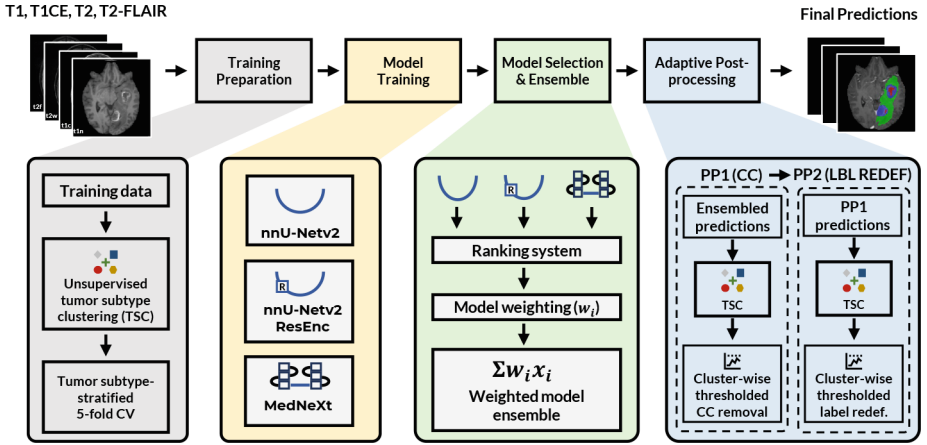 T1, T1CE, T2, T2-FLAIR
Final Predictions
t2f
t2w
t1c
t1n
Training
Preparation
Model
Training
Model Selection
& Ensemble
Adaptive Post-
processing
Training data
Unsupervised
tumor subtype
clustering (TSC)
Tumor subtype-
stratified
5-fold CV
nnU-Netv2
R
nnU-Netv2
ResEnc
MedNeXt
R
Ranking system
Model weighting (wᵢ)
Σwᵢxᵢ
Weighted model
ensemble
PP1 (CC)
PP2 (LBL REDEF)
Ensembled
predictions
TSC
Cluster-wise
thresholded
CC removal
PP1
predictions
TSC
Cluster-wise
thresholded
label redef.